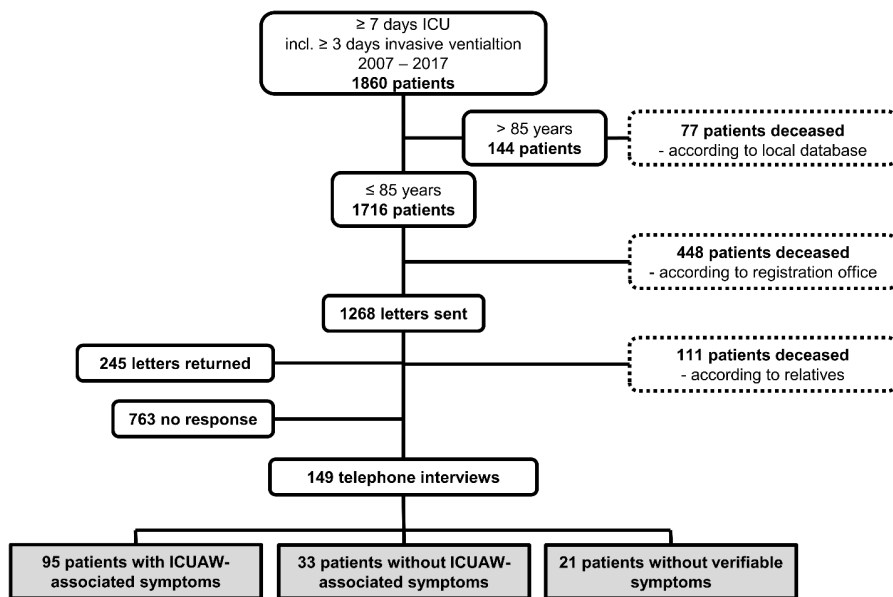 ≥ 7 days ICU
incl. ≥ 3 days invasive ventialtion
2007 – 2017
1860 patients
> 85 years
144 patients
77 patients deceased
- according to local database
≤ 85 years
1716 patients
448 patients deceased
- according to registration office
1268 letters sent
245 letters returned
111 patients deceased
- according to relatives
763 no response
149 telephone interviews
95 patients with ICUAW-
associated symptoms
33 patients without ICUAW-
associated symptoms
21 patients without verifiable
symptoms